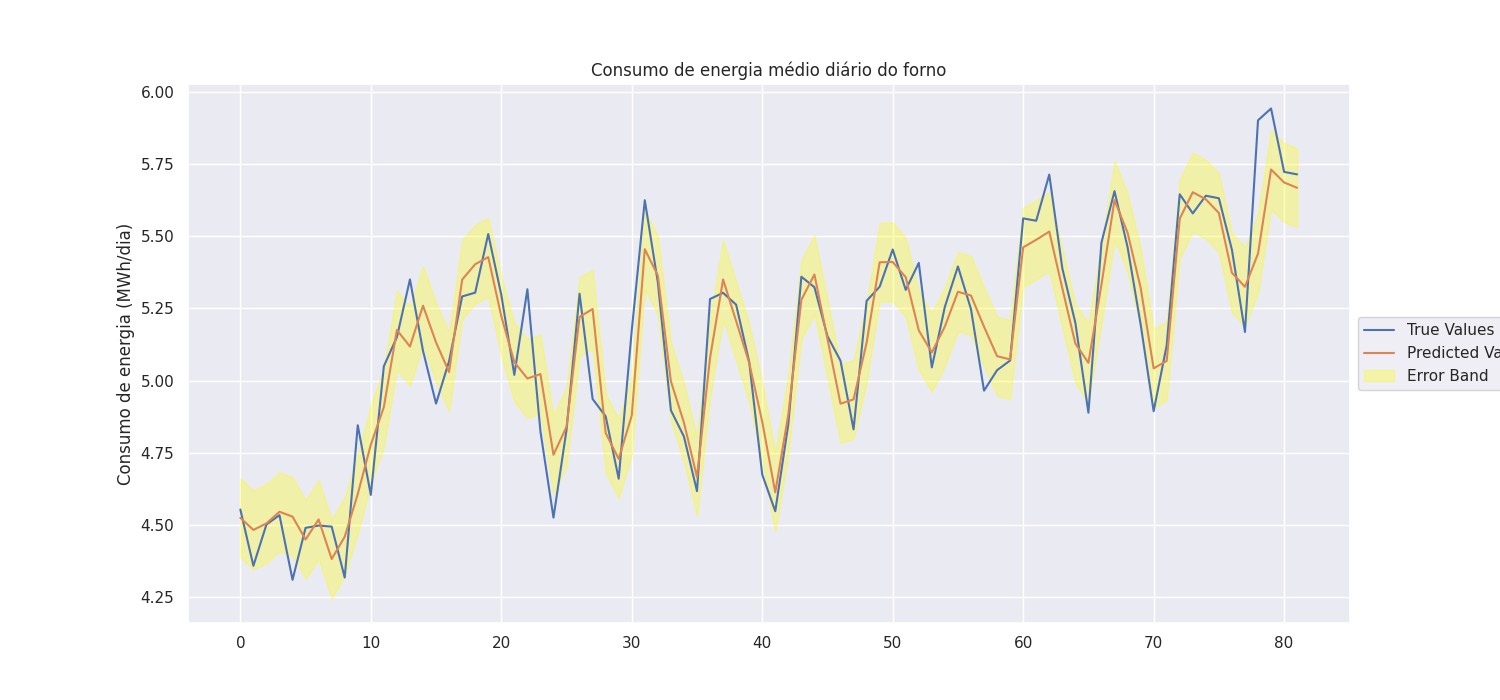 Consumo de energia médio diário do forno
Consumo de energia (MWh/dia)
6.00
5.75
5.50
5.25
5.00
4.75
4.50
4.25
0 10 20 30 40 50 60 70 80
True Values
Predicted Va
Error Band